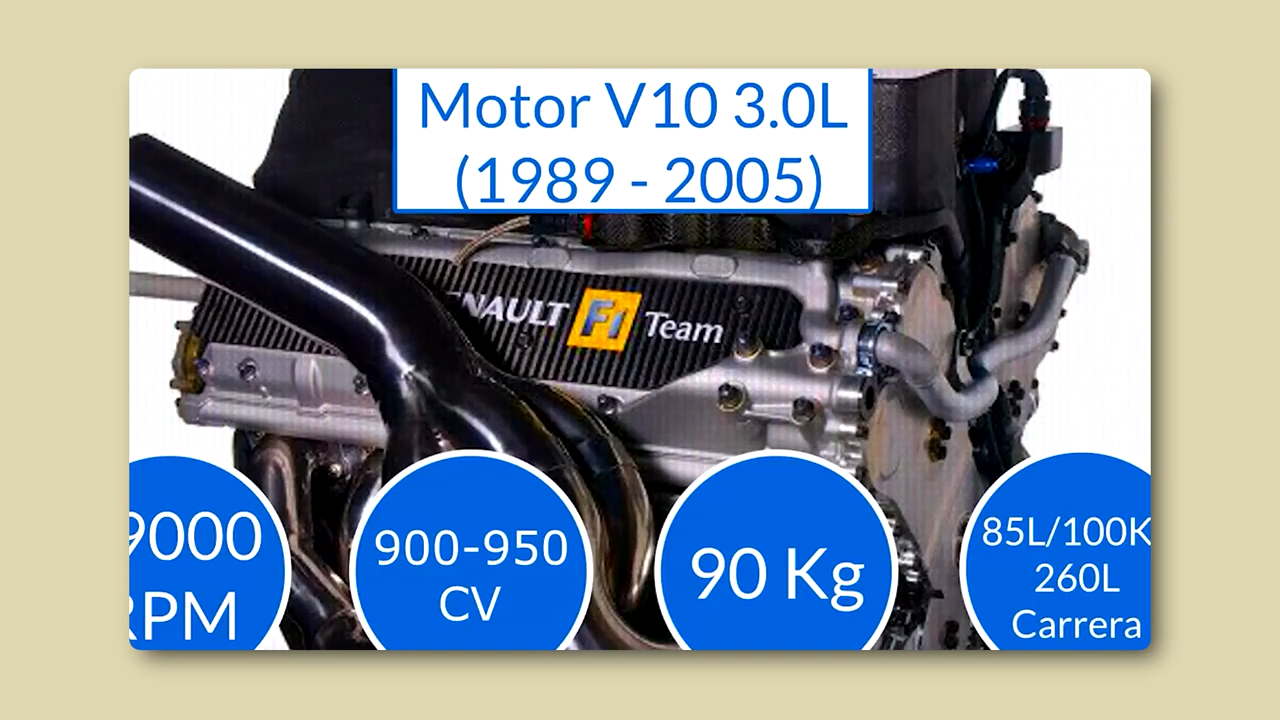 Motor V10 3.0L
(1989 - 2005)
NAULT F1 Team
9000
RPM
900-950
CV
90 Kg
85L/100K
260L
Carrera